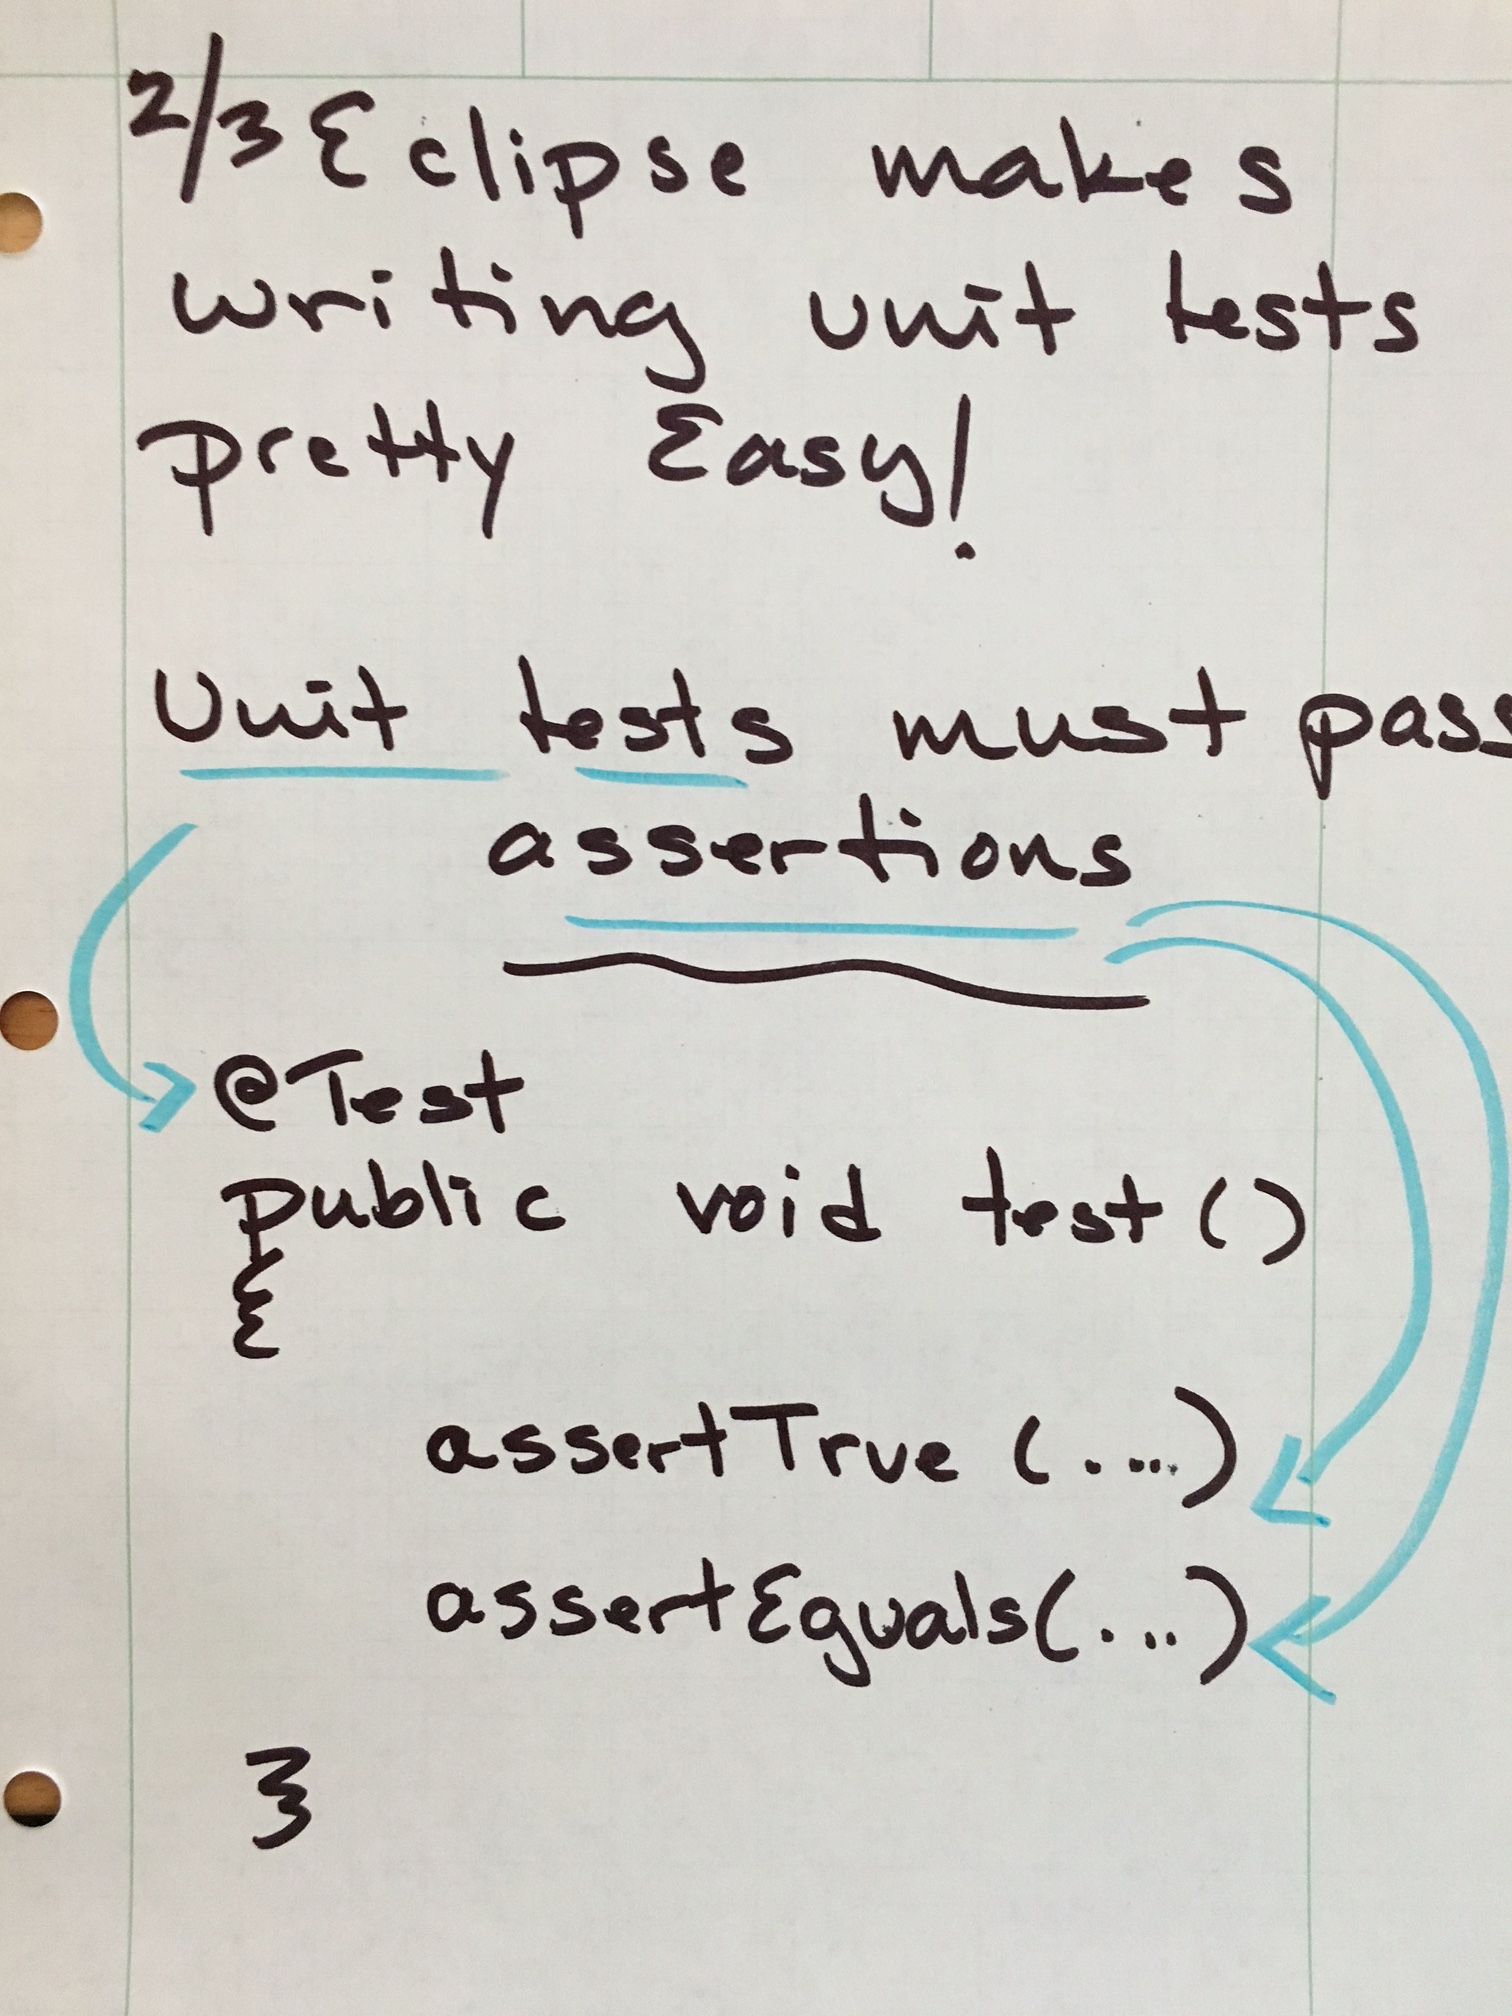 2/3 Eclipse makes
writing unit tests
pretty Easy!
Unit tests must pass
assertions
@Test
public void test()
{
assertTrue (....)
assertEquals(...)
}